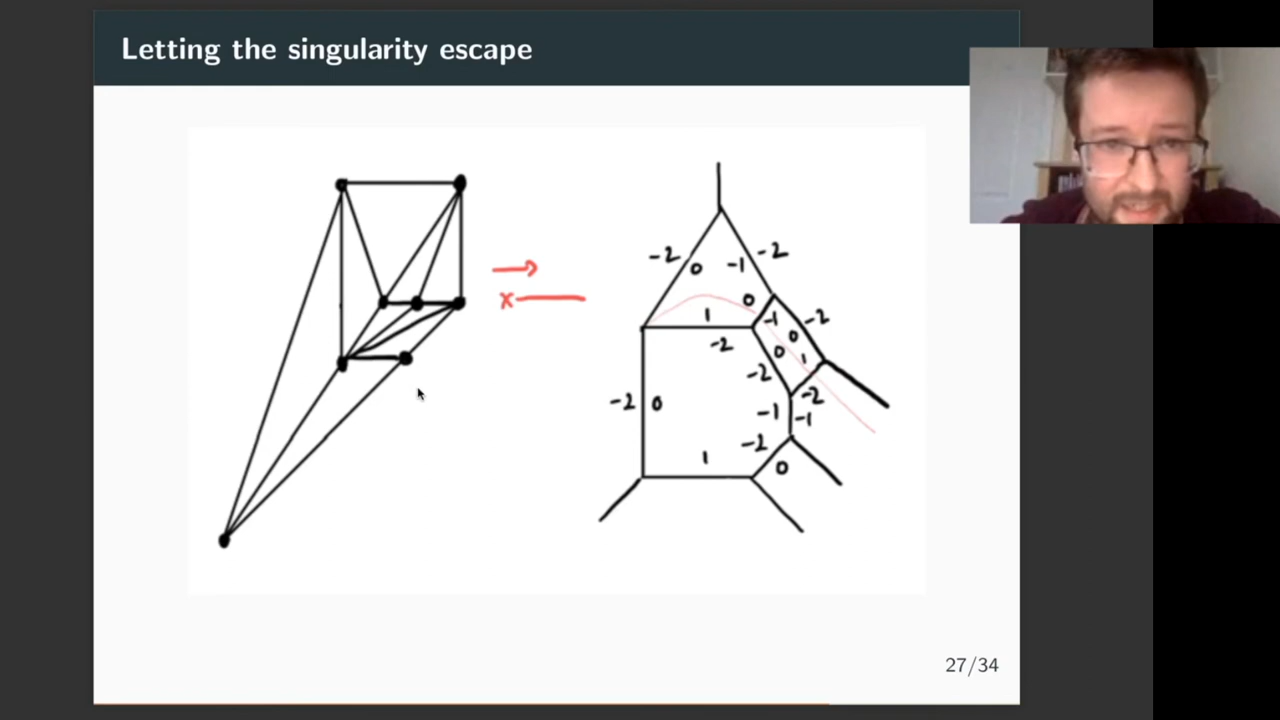 Letting the singularity escape
-2 -2
0 -1
0
1 -1 -2
-2 0
0 1
-2
-2 0 -2
-1 -1
-2
1 0
x
27/34